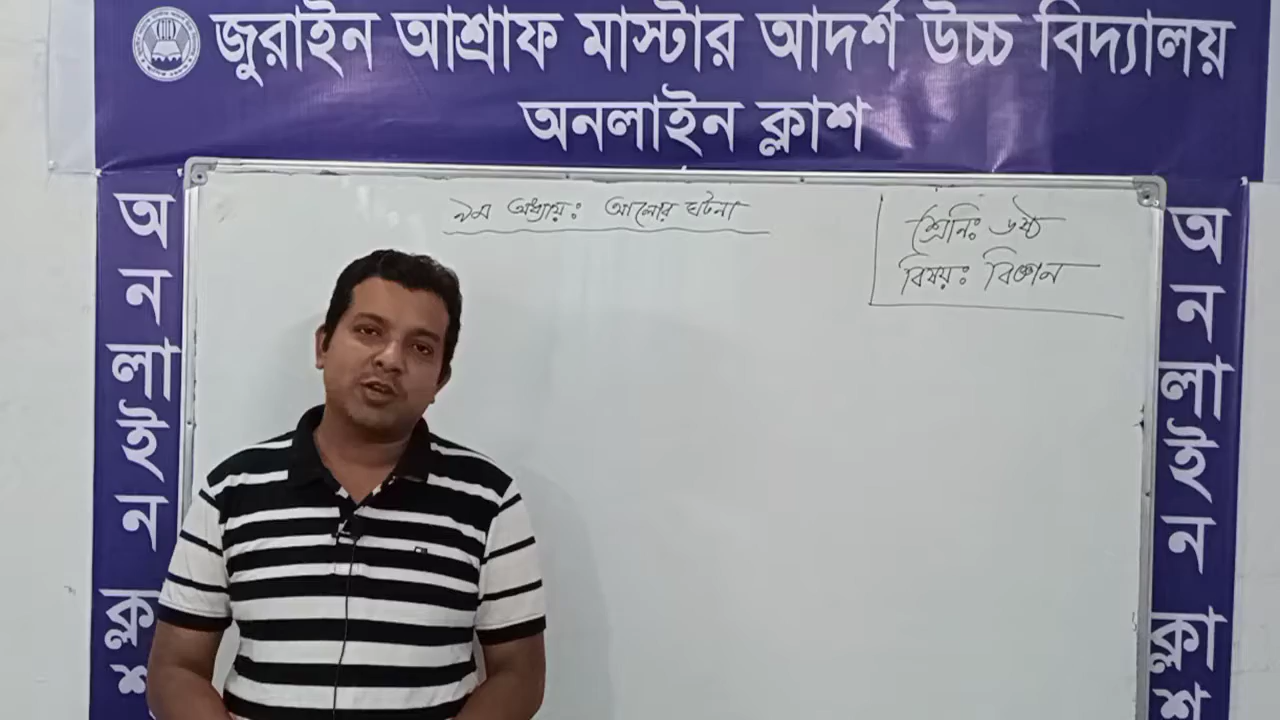 জুরাইন আশ্রাফ মাস্টার আদর্শ উচ্চ বিদ্যালয়
অনলাইন ক্লাশ
৯ম অধ্যায়ঃ আলোর ঘটনা
শ্রেনিঃ ৬ষ্ঠ
বিষয়ঃ বিজ্ঞান
অনলাইন ক্লাশ
অনলাইন ক্লাশ